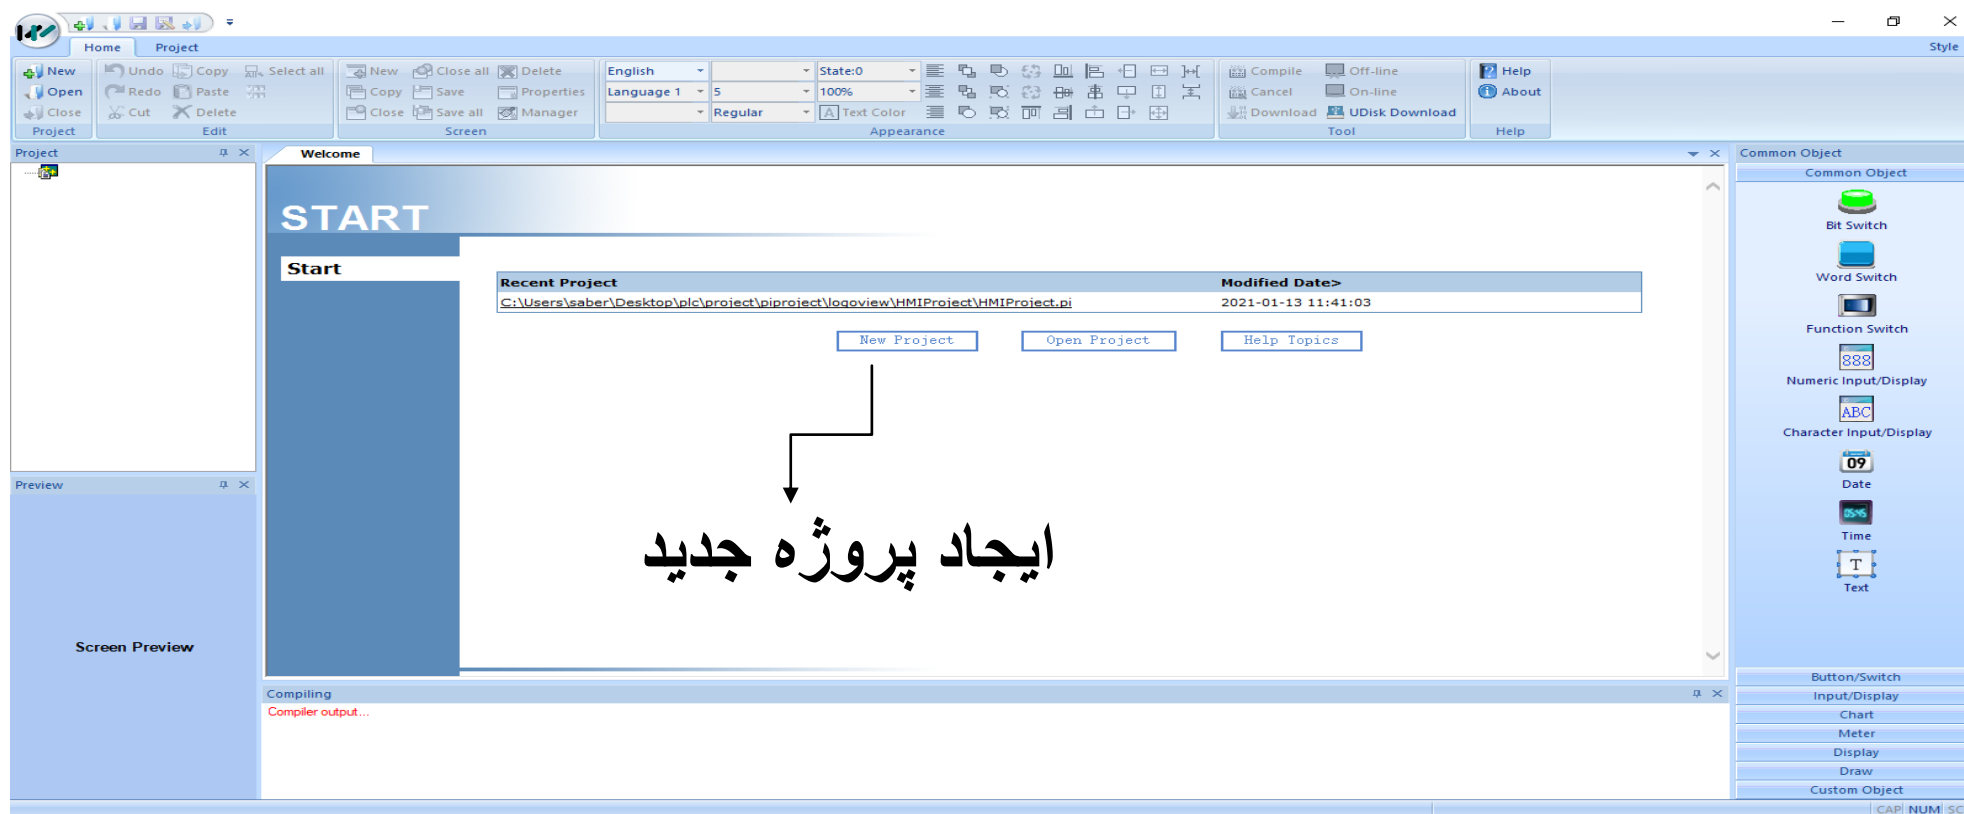 Home Project Style
New Undo Copy Select all New Close all Delete English State:0 Compile Off-line Help
Open Redo Paste Copy Save Properties Language 1 5 100% Cancel On-line About
Close Cut Delete Close Save all Manager Regular A Text Color Download UDisk Download
Project Edit Screen Appearance Tool Help
Project
Welcome
START
Start
Recent Project Modified Date>
C:\Users\saber\Desktop\plc\project\piproject\logoview\HMIProject\HMIProject.pi 2021-01-13 11:41:03
New Project Open Project Help Topics
ایجاد پروژه جدید
Preview
Screen Preview
Compiling
Compiler output...
Common Object
Common Object
Bit Switch
Word Switch
Function Switch
888
Numeric Input/Display
ABC
Character Input/Display
09
Date
05:45
Time
T
Text
Button/Switch
Input/Display
Chart
Meter
Display
Draw
Custom Object
CAP NUM SC